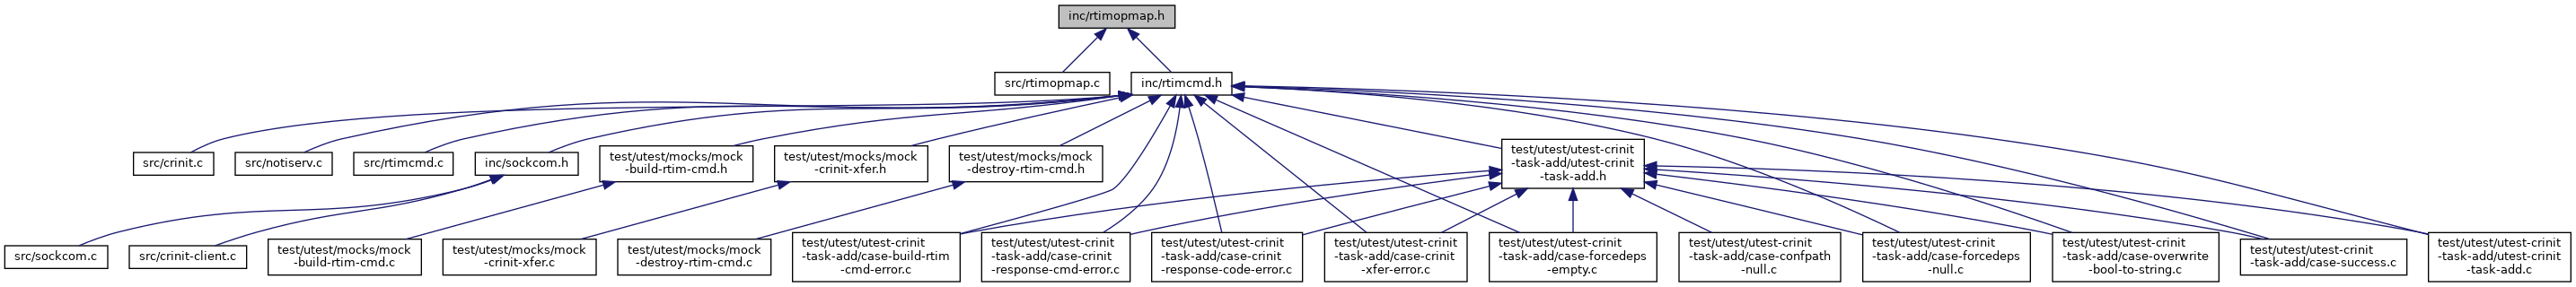 inc/rtimopmap.h
src/rtimopmap.c
inc/rtimcmd.h
src/crinit.c
src/notiserv.c
src/rtimcmd.c
inc/sockcom.h
test/utest/mocks/mock
-build-rtim-cmd.h
test/utest/mocks/mock
-crinit-xfer.h
test/utest/mocks/mock
-destroy-rtim-cmd.h
test/utest/utest-crinit
-task-add/utest-crinit
-task-add.h
src/sockcom.c
src/crinit-client.c
test/utest/mocks/mock
-build-rtim-cmd.c
test/utest/mocks/mock
-crinit-xfer.c
test/utest/mocks/mock
-destroy-rtim-cmd.c
test/utest/utest-crinit
-task-add/case-build-rtim
-cmd-error.c
test/utest/utest-crinit
-task-add/case-crinit
-response-cmd-error.c
test/utest/utest-crinit
-task-add/case-crinit
-response-code-error.c
test/utest/utest-crinit
-task-add/case-crinit
-xfer-error.c
test/utest/utest-crinit
-task-add/case-forcedeps
-empty.c
test/utest/utest-crinit
-task-add/case-confpath
-null.c
test/utest/utest-crinit
-task-add/case-forcedeps
-null.c
test/utest/utest-crinit
-task-add/case-overwrite
-bool-to-string.c
test/utest/utest-crinit
-task-add/case-success.c
test/utest/utest-crinit
-task-add/utest-crinit
-task-add.c